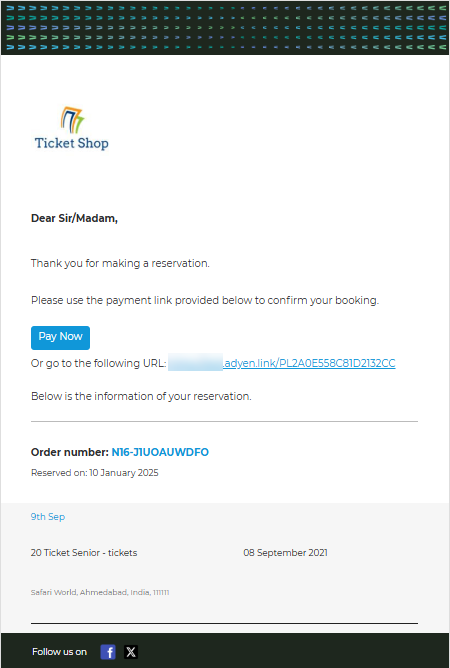 Ticket Shop
Dear Sir/Madam,
Thank you for making a reservation.
Please use the payment link provided below to confirm your booking.
Pay Now
Or go to the following URL: .adyen.link/PL2A0E558C81D2132CC
Below is the information of your reservation.
Order number: N16-J1UOAUWDFO
Reserved on: 10 January 2025
9th Sep
20 Ticket Senior - tickets 08 September 2021
Safari World, Ahmedabad, India, 111111
Follow us on